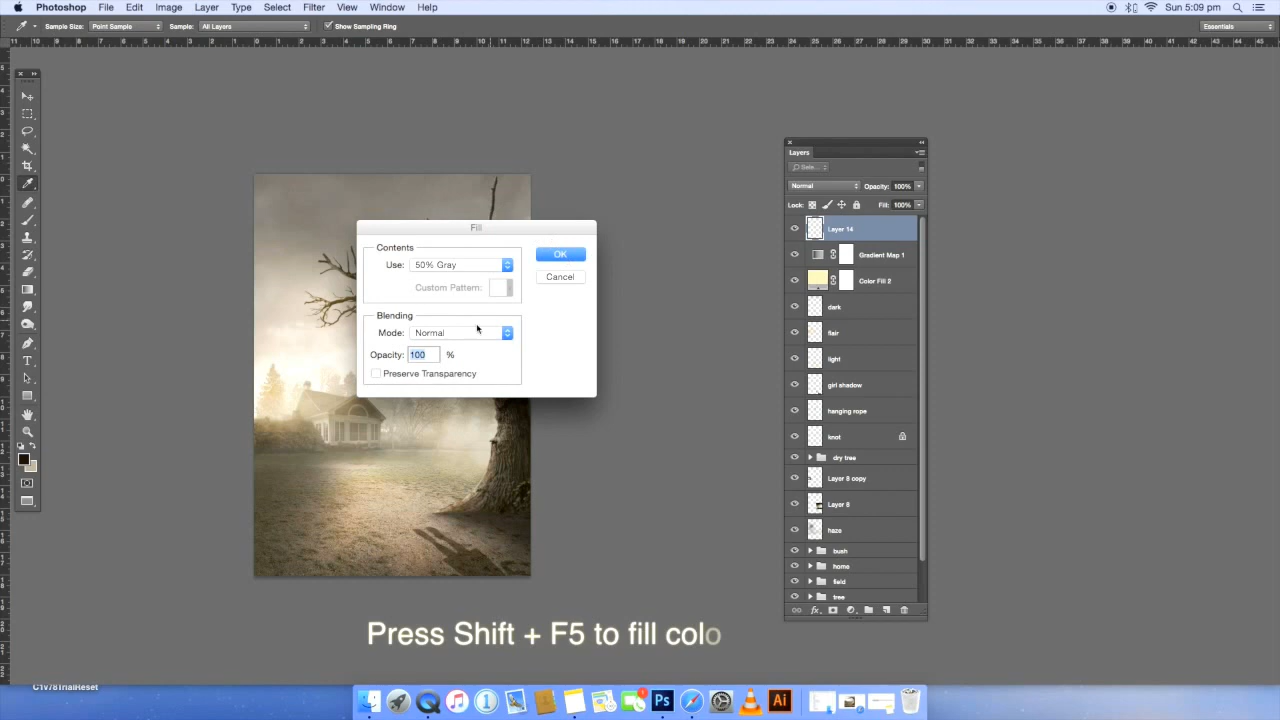 Photoshop File Edit Image Layer Type Select Filter View Window Help Sun 5:09 pm
Sample Size: Point Sample Sample: All Layers Show Sampling Ring Essentials
Layers
Normal Opacity: 100%
Lock: Fill: 100%
Layer 14
Gradient Map 1
Color Fill 2
dark
flair
light
girl shadow
hanging rope
knot
dry tree
Layer 8 copy
Layer 8
haze
bush
home
field
tree
Fill
Contents
Use: 50% Gray
Custom Pattern:
Blending
Mode: Normal
Opacity: 100 %
Preserve Transparency
OK
Cancel
Press Shift + F5 to fill colo
C1v78TrialReset
Ps
Ai